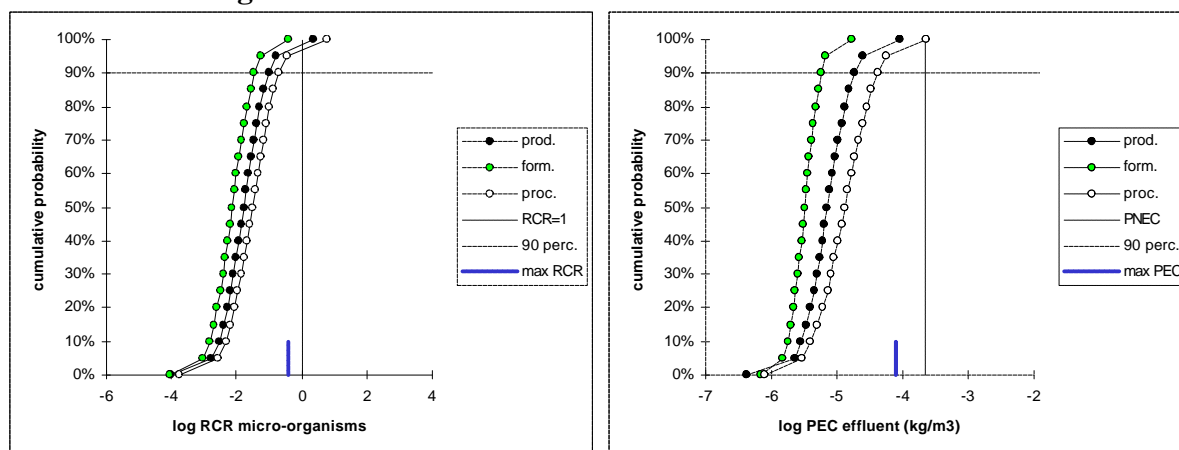 g
100%
90%
80%
70%
60%
50%
40%
30%
20%
10%
0%
cumulative probability
-6
-4
-2
0
2
4
log RCR micro-organisms
prod.
form.
proc.
RCR=1
90 perc.
max RCR
100%
90%
80%
70%
60%
50%
40%
30%
20%
10%
0%
cumulative probability
-7
-6
-5
-4
-3
-2
log PEC effluent (kg/m3)
prod.
form.
proc.
PNEC
90 perc.
max PEC